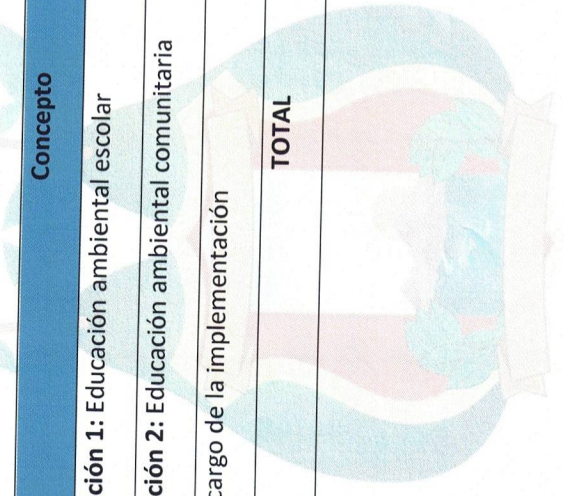 Concepto
ción 1: Educación ambiental escolar
ción 2: Educación ambiental comunitaria
cargo de la implementación
TOTAL